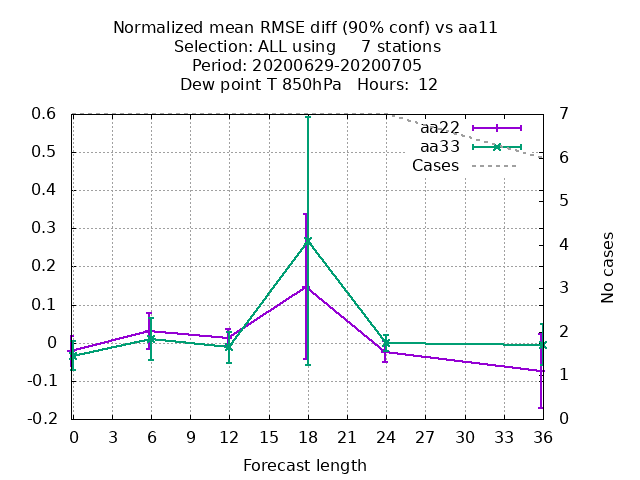 Normalized mean RMSE diff (90% conf) vs aa11
Selection: ALL using     7 stations
Period: 20200629-20200705
Dew point T 850hPa   Hours:  12
0.6
0.5
0.4
0.3
0.2
0.1
0
-0.1
-0.2
aa22
aa33
Cases
7
6
5
4
3
2
1
0
No cases
0 3 6 9 12 15 18 21 24 27 30 33 36
Forecast length